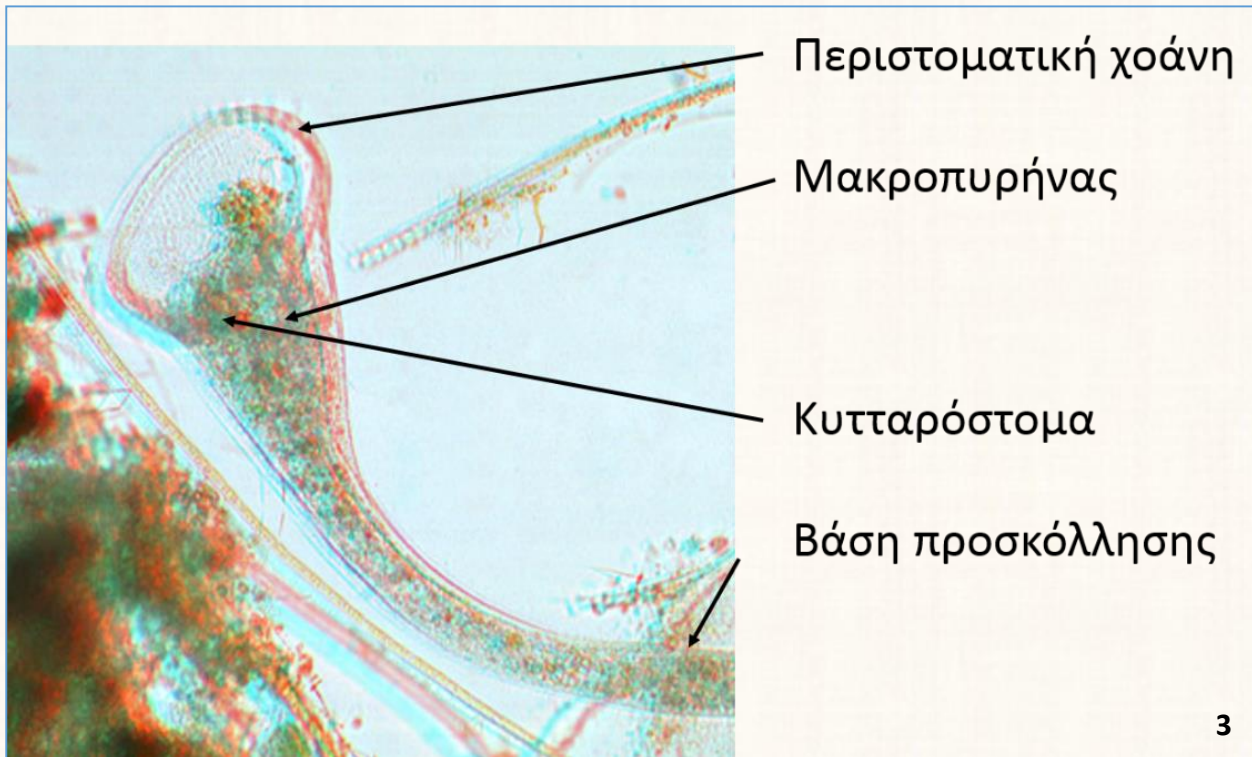 Περιστοματική χοάνη
Μακροπυρήνας
Κυτταρόστομα
Βάση προσκόλλησης
3